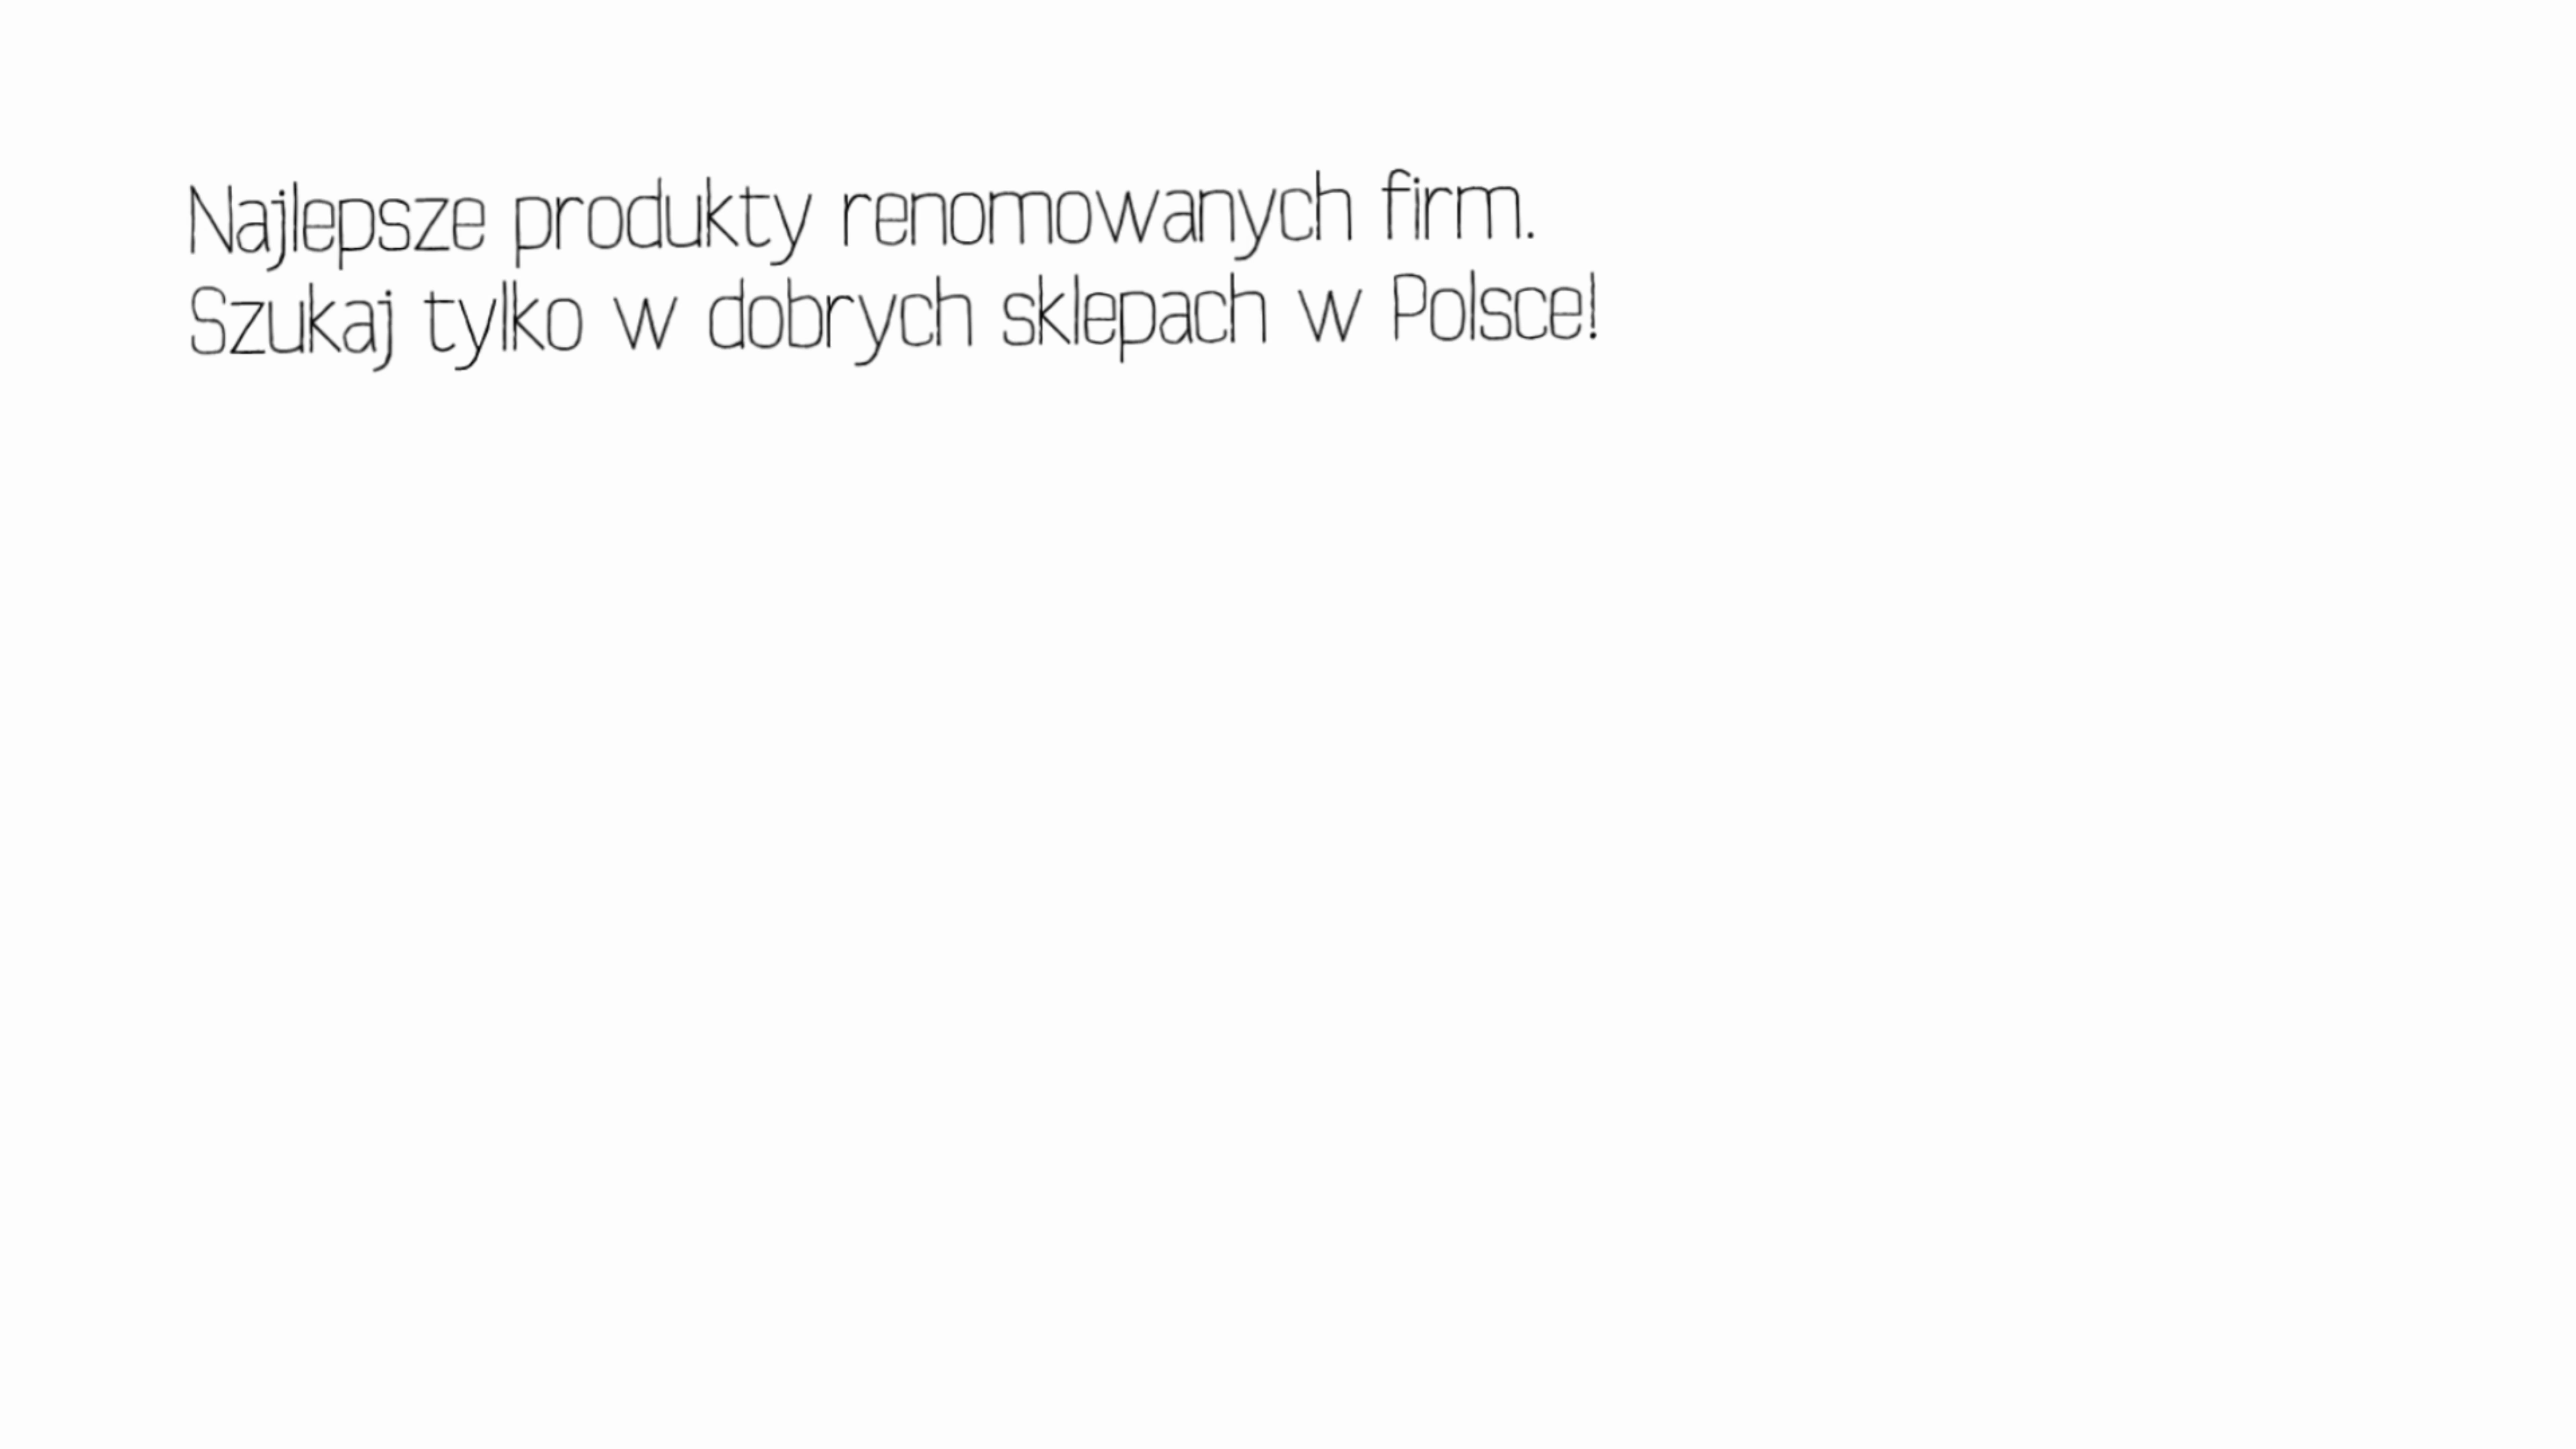 Najlepsze produkty renomowanych firm.
Szukaj tylko w dobrych sklepach w Polsce!